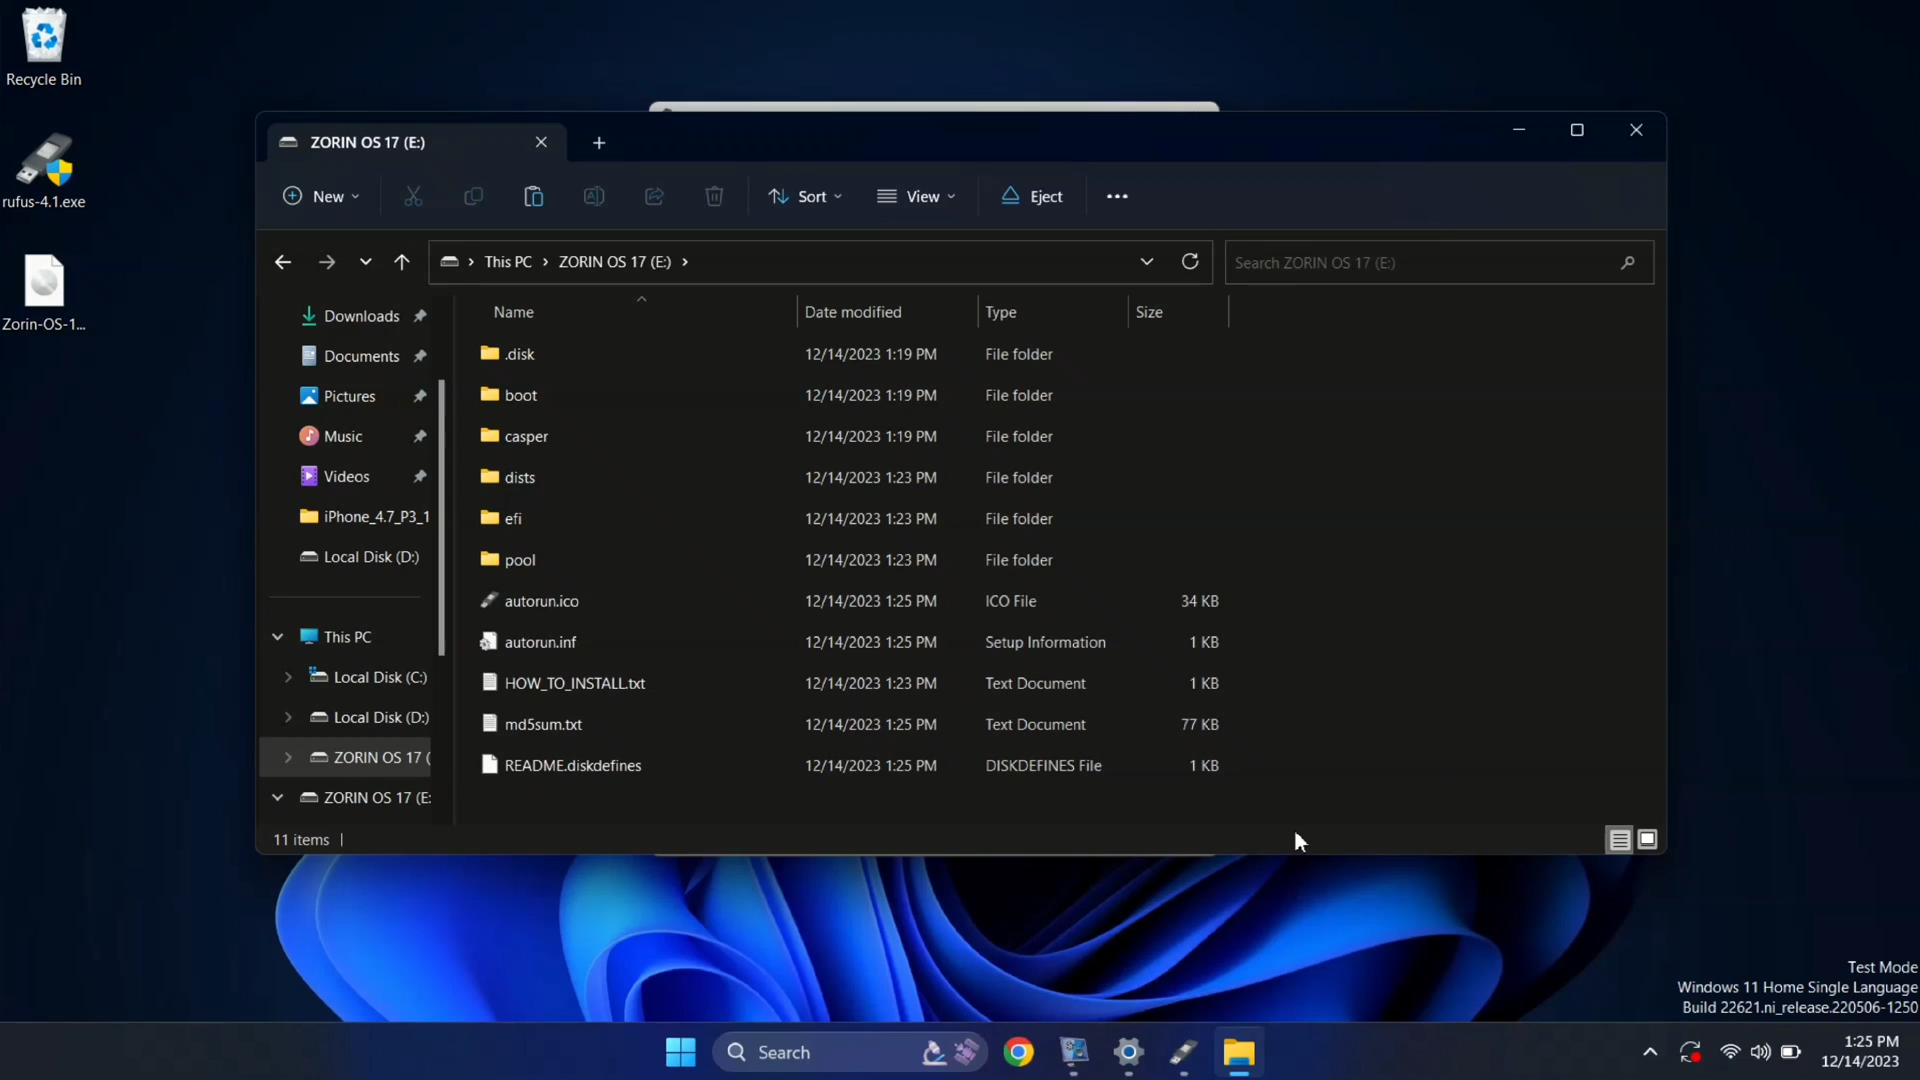 Recycle Bin
rufus-4.1.exe
Zorin-OS-1...
ZORIN OS 17 (E:)
New
Sort
View
Eject
This PC
ZORIN OS 17 (E:)
Search ZORIN OS 17 (E:)
Downloads
Documents
Pictures
Music
Videos
iPhone_4.7_P3_1
Local Disk (D:)
This PC
Local Disk (C:)
Local Disk (D:)
ZORIN OS 17 (
ZORIN OS 17 (E:
Name Date modified Type Size
.disk 12/14/2023 1:19 PM File folder
boot 12/14/2023 1:19 PM File folder
casper 12/14/2023 1:19 PM File folder
dists 12/14/2023 1:23 PM File folder
efi 12/14/2023 1:23 PM File folder
pool 12/14/2023 1:23 PM File folder
autorun.ico 12/14/2023 1:25 PM ICO File 34 KB
autorun.inf 12/14/2023 1:25 PM Setup Information 1 KB
HOW_TO_INSTALL.txt 12/14/2023 1:23 PM Text Document 1 KB
md5sum.txt 12/14/2023 1:25 PM Text Document 77 KB
README.diskdefines 12/14/2023 1:25 PM DISKDEFINES File 1 KB
11 items
Test Mode
Windows 11 Home Single Language
Build 22621.ni_release.220506-1250
Search
1:25 PM
12/14/2023